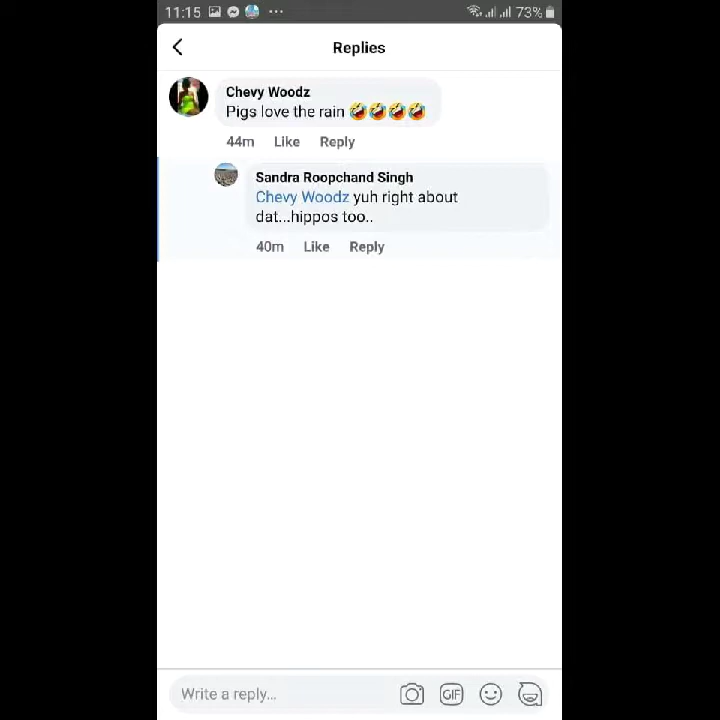 11:15
73%
Replies
Chevy Woodz
Pigs love the rain 🤣🤣🤣🤣
44m Like Reply
Sandra Roopchand Singh
Chevy Woodz yuh right about
dat...hippos too..
40m Like Reply
Write a reply...
GIF